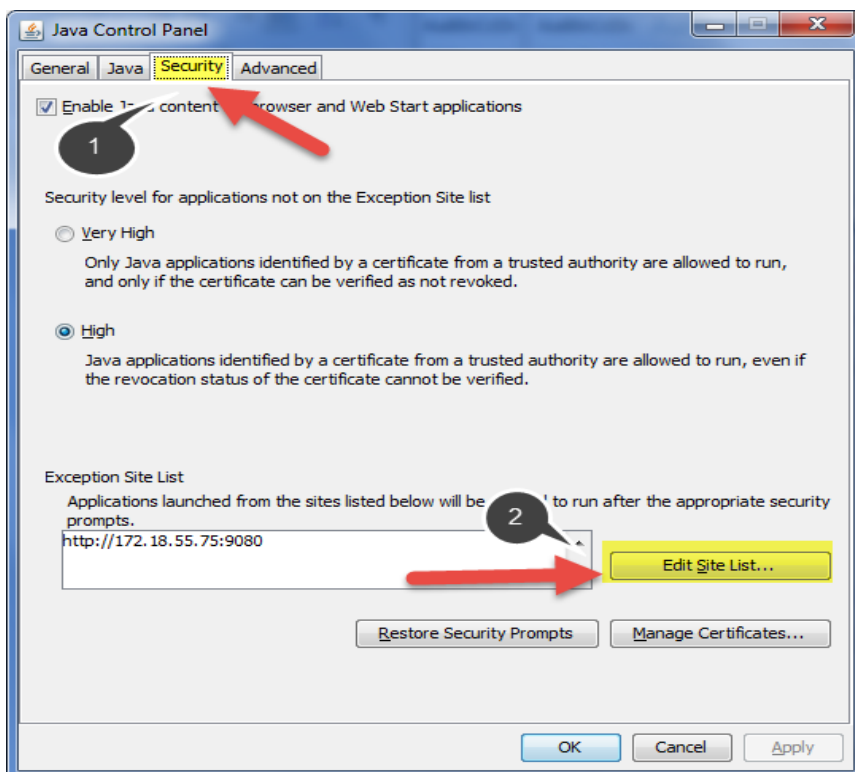 Java Control Panel
General Java Security Advanced
Enable content browser and Web Start applications
1
Security level for applications not on the Exception Site list
Very High
Only Java applications identified by a certificate from a trusted authority are allowed to run,
and only if the certificate can be verified as not revoked.
High
Java applications identified by a certificate from a trusted authority are allowed to run, even if
the revocation status of the certificate cannot be verified.
Exception Site List
Applications launched from the sites listed below will be to run after the appropriate security
prompts.
2
http://172.18.55.75:9080
Edit Site List...
Restore Security Prompts Manage Certificates...
OK Cancel Apply